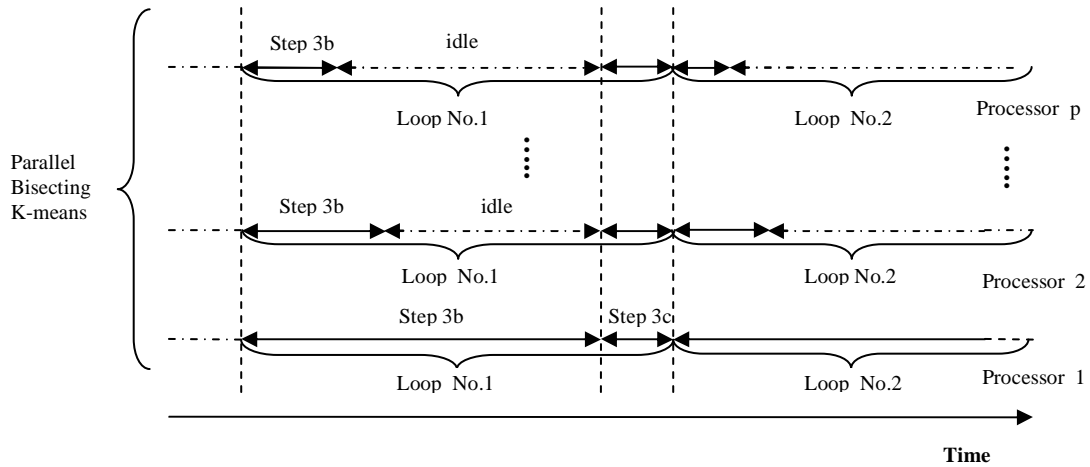 Step 3b
idle
Loop No.1
Loop No.2
Processor p
Parallel
Bisecting
K-means
Step 3b
idle
Loop No.1
Loop No.2
Processor 2
Step 3b
Step 3c
Loop No.1
Loop No.2
Processor 1
Time